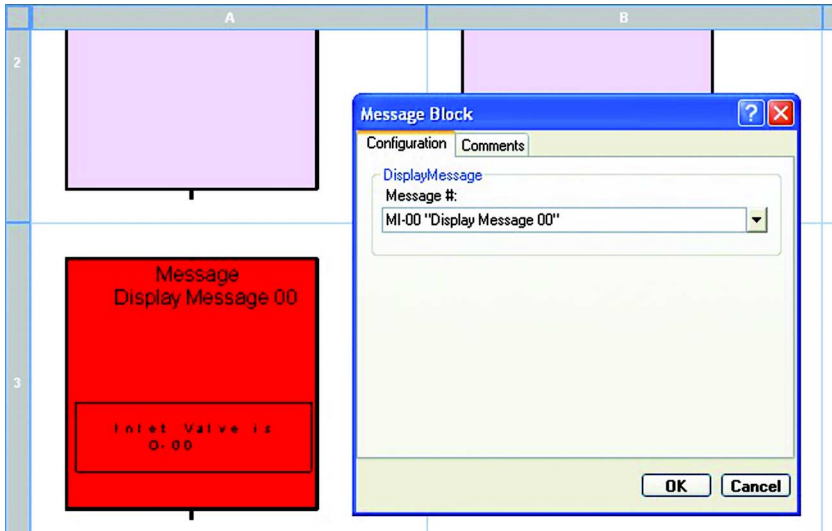 A
B
2
Message Block
Configuration
Comments
DisplayMessage
Message #:
MI-00 "Display Message 00"
3
Message
Display Message 00
Inlet Valve is
O-00
OK
Cancel